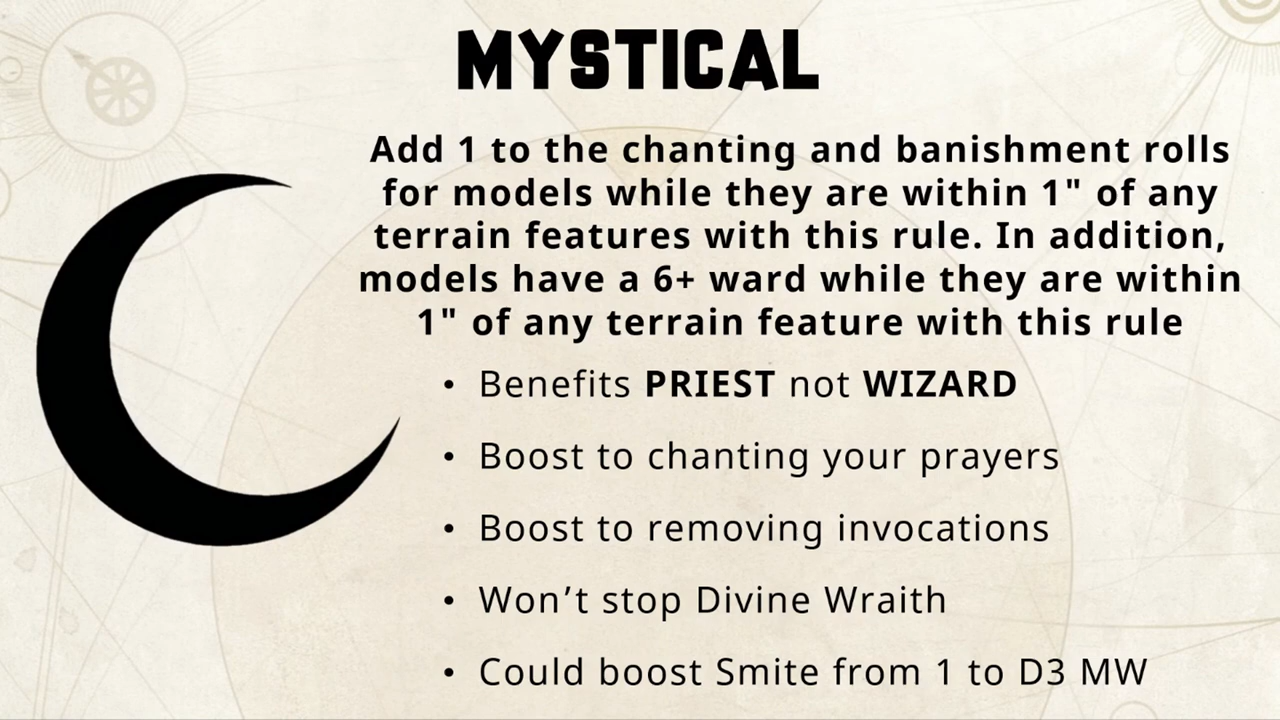 MYSTICAL
Add 1 to the chanting and banishment rolls
for models while they are within 1" of any
terrain features with this rule. In addition,
models have a 6+ ward while they are within
1" of any terrain feature with this rule
• Benefits PRIEST not WIZARD
• Boost to chanting your prayers
• Boost to removing invocations
• Won’t stop Divine Wraith
• Could boost Smite from 1 to D3 MW